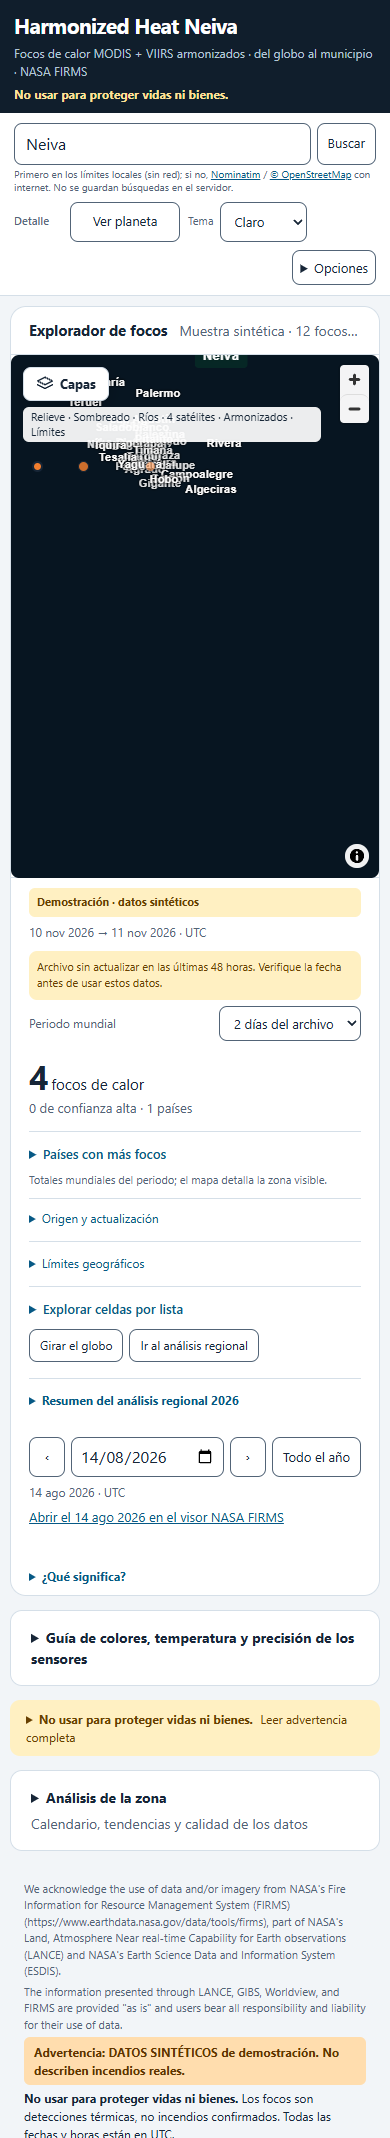 Harmonized Heat Neiva
Focos de calor MODIS + VIIRS armonizados · del globo al municipio
· NASA FIRMS
No usar para proteger vidas ni bienes.
Neiva
Buscar
Primero en los límites locales (sin red); si no, Nominatim / © OpenStreetMap con
internet. No se guardan búsquedas en el servidor.
Detalle
Ver planeta
Tema
Claro
▶ Opciones
Explorador de focos
Muestra sintética · 12 focos...
Neiva
Capas
Palermo
Relieve · Sombreado · Ríos · 4 satélites · Armonizados ·
Límites
Rivera
Campoalegre
Algeciras
Gigante
Demostración · datos sintéticos
10 nov 2026 → 11 nov 2026 · UTC
Archivo sin actualizar en las últimas 48 horas. Verifique la fecha
antes de usar estos datos.
Periodo mundial
2 días del archivo
4 focos de calor
0 de confianza alta · 1 países
▶ Países con más focos
Totales mundiales del periodo; el mapa detalla la zona visible.
▶ Origen y actualización
▶ Límites geográficos
▶ Explorar celdas por lista
Girar el globo
Ir al análisis regional
▶ Resumen del análisis regional 2026
‹
14/08/2026
›
Todo el año
14 ago 2026 · UTC
Abrir el 14 ago 2026 en el visor NASA FIRMS
▶ ¿Qué significa?
▶ Guía de colores, temperatura y precisión de los
sensores
▶ No usar para proteger vidas ni bienes. Leer advertencia
completa
▶ Análisis de la zona
Calendario, tendencias y calidad de los datos
We acknowledge the use of data and/or imagery from NASA's Fire
Information for Resource Management System (FIRMS)
(https://www.earthdata.nasa.gov/data/tools/firms), part of NASA's
Land, Atmosphere Near real-time Capability for Earth observations
(LANCE) and NASA's Earth Science Data and Information System
(ESDIS).
The information presented through LANCE, GIBS, Worldview, and
FIRMS are provided "as is" and users bear all responsibility and liability
for their use of data.
Advertencia: DATOS SINTÉTICOS de demostración. No
describen incendios reales.
No usar para proteger vidas ni bienes. Los focos son
detecciones térmicas, no incendios confirmados. Todas las
fechas y horas están en UTC.